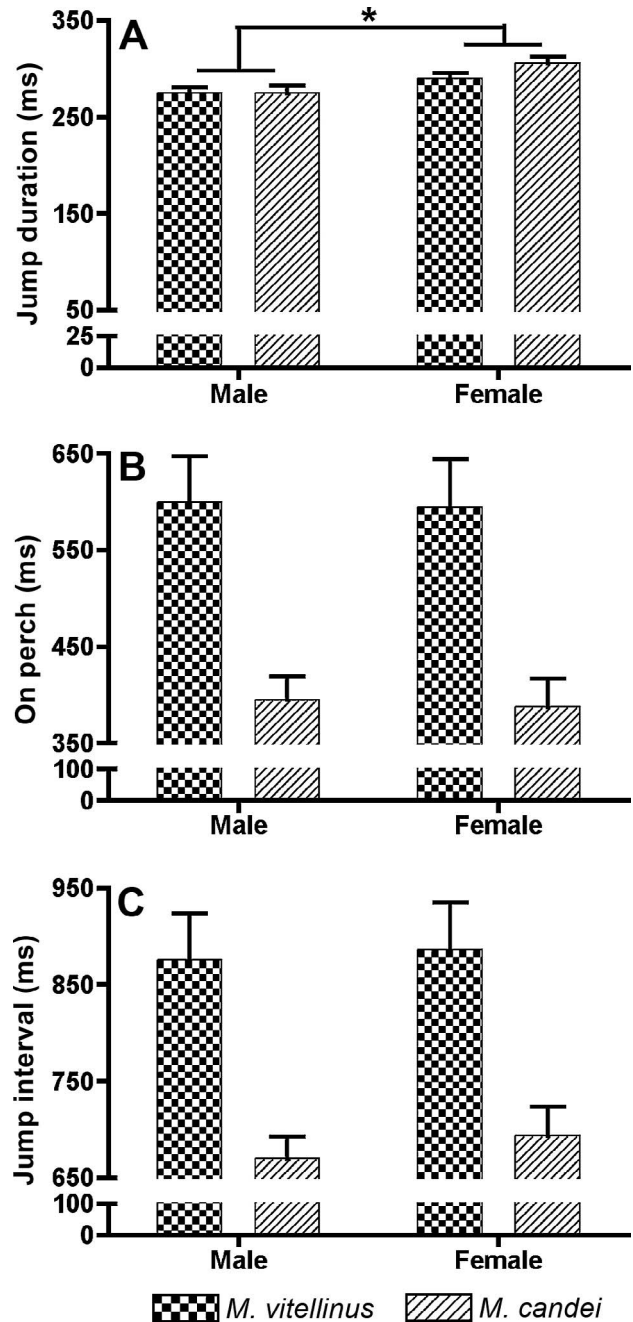 A
*
Jump duration (ms)
350
250
150
50
25
0
Male
Female
B
On perch (ms)
650
550
450
350
100
0
Male
Female
C
Jump interval (ms)
950
850
750
650
100
0
Male
Female
M. vitellinus
M. candei